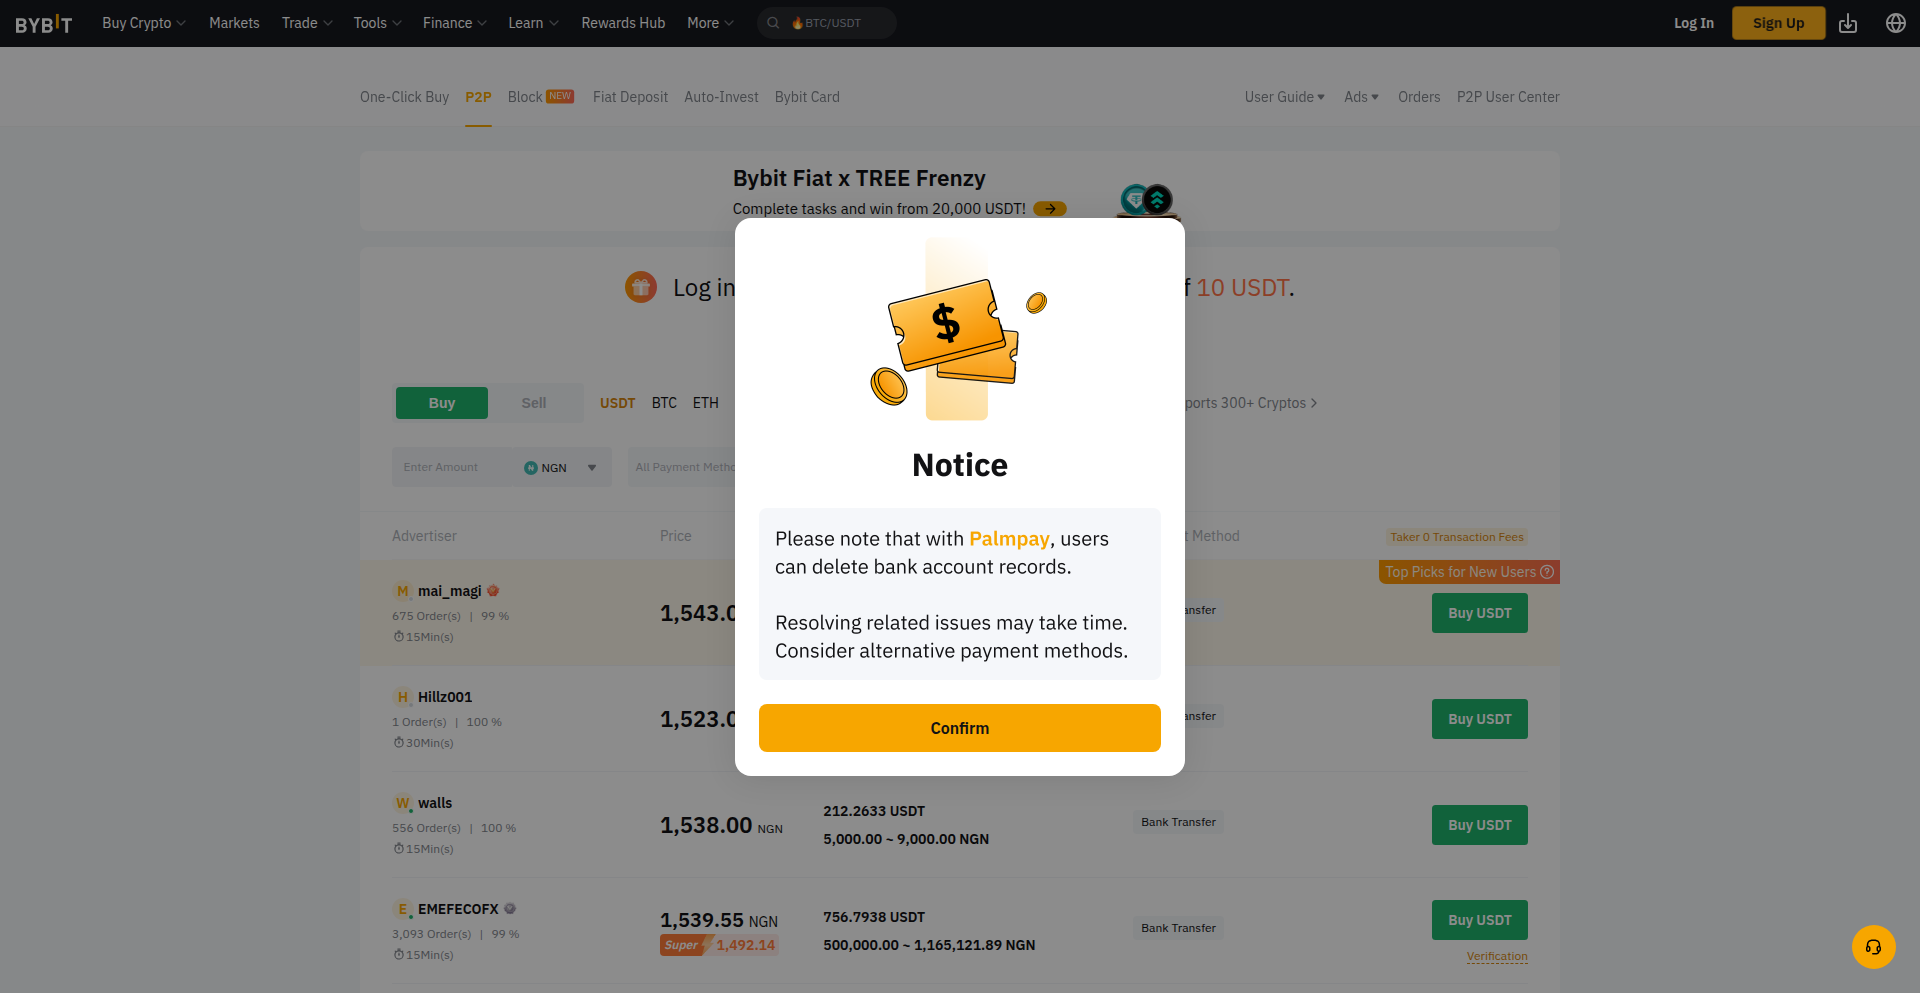 BYBIT Buy Crypto Markets Trade Tools Finance Learn Rewards Hub More BTC/USDT Log In Sign Up
One-Click Buy P2P Block NEW Fiat Deposit Auto-Invest Bybit Card User Guide Ads Orders P2P User Center
Bybit Fiat x TREE Frenzy
Complete tasks and win from 20,000 USDT!
Log in 10 USDT.
Buy Sell USDT BTC ETH ports 300+ Cryptos
Enter Amount NGN All Payment Metho
Advertiser Price t Method Taker 0 Transaction Fees
Top Picks for New Users
M mai_magi
675 Order(s) | 99 %
15Min(s)
1,543.0
ansfer
Buy USDT
H Hillz001
1 Order(s) | 100 %
30Min(s)
1,523.0
ansfer
Buy USDT
$
Notice
Please note that with Palmpay, users
can delete bank account records.
Resolving related issues may take time.
Consider alternative payment methods.
Confirm
W walls
556 Order(s) | 100 %
15Min(s)
1,538.00 NGN
212.2633 USDT
5,000.00 ~ 9,000.00 NGN
Bank Transfer
Buy USDT
E EMEFECOFX
3,093 Order(s) | 99 %
15Min(s)
1,539.55 NGN
Super 1,492.14
756.7938 USDT
500,000.00 ~ 1,165,121.89 NGN
Bank Transfer
Buy USDT
Verification